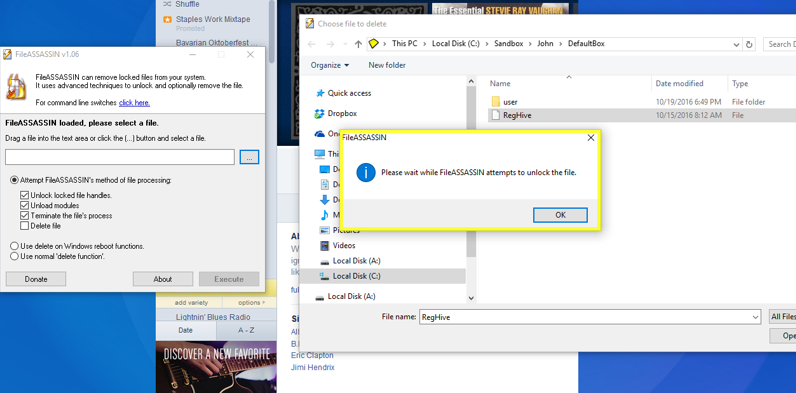 Shuffle
Staples Work Mixtape
Promoted
Bavarian Oktoberfest
The Essential STEVIE RAY VAUGHAN
FileASSASSIN v1.06
FileASSASSIN can remove locked files from your system.
It uses advanced techniques to unlock and optionally remove the file.
For command line switches click here.
FileASSASSIN loaded, please select a file.
Drag a file into the text area or click the (...) button and select a file.
...
Attempt FileASSASSIN's method of file processing:
Unlock locked file handles.
Unload modules
Terminate the file's process
Delete file
Use delete on Windows reboot functions.
Use normal 'delete function'.
Donate
About
Execute
add variety
options
Lightnin' Blues Radio
Date
A - Z
DISCOVER A NEW FAVORITE
Eric Clapton
Jimi Hendrix
Choose file to delete
This PC > Local Disk (C:) > Sandbox > John > DefaultBox
Search D
Organize
New folder
Name
Date modified
Type
Quick access
Dropbox
user
10/19/2016 6:49 PM
File folder
RegHive
10/15/2016 8:12 AM
File
FileASSASSIN
Please wait while FileASSASSIN attempts to unlock the file.
OK
Pictures
Videos
Local Disk (A:)
Local Disk (C:)
Local Disk (A:)
File name:
RegHive
All Files
Ope